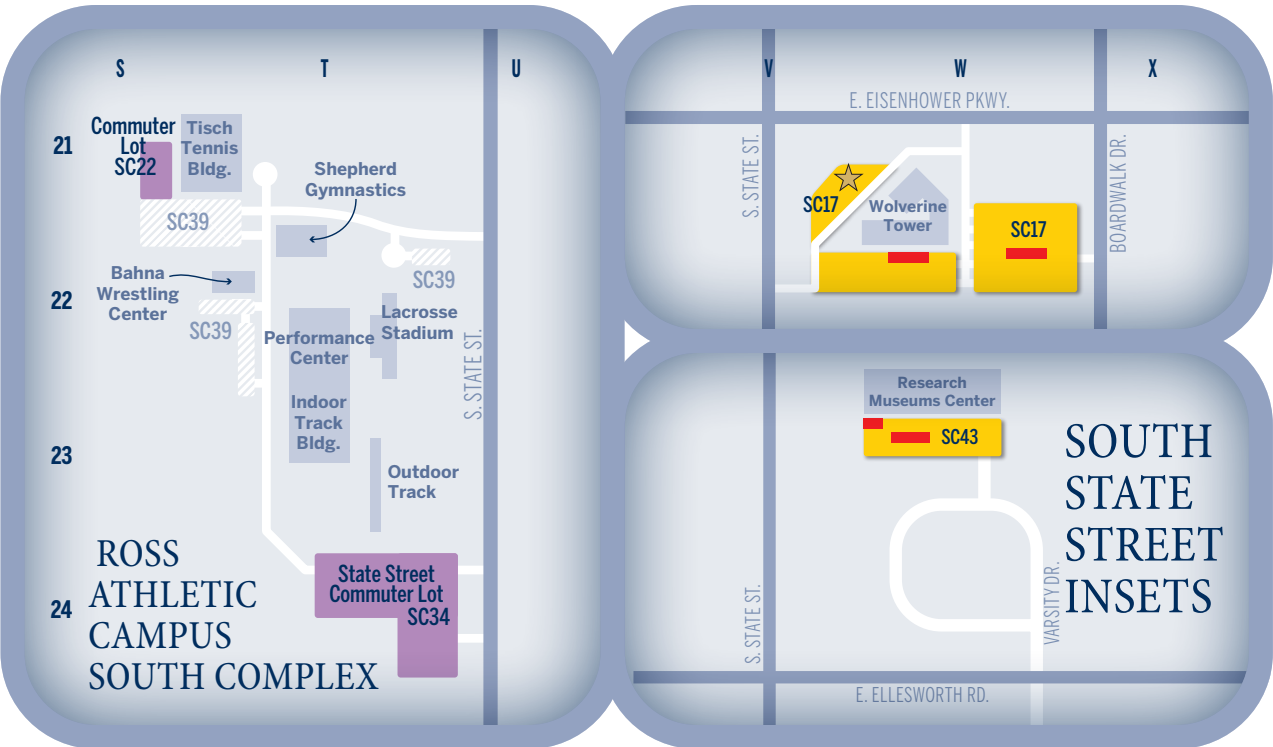 S
T
U
21
22
23
24
Commuter
Lot
SC22
Tisch
Tennis
Bldg.
SC39
Shepherd
Gymnastics
SC39
Bahna
Wrestling
Center
SC39
Lacrosse
Stadium
Performance
Center
S. STATE ST.
Indoor
Track
Bldg.
Outdoor
Track
State Street
Commuter Lot
SC34
ROSS
ATHLETIC
CAMPUS
SOUTH COMPLEX
V
W
X
E. EISENHOWER PKWY.
S. STATE ST.
BOARDWALK DR.
SC17
Wolverine
Tower
SC17
Research
Museums Center
SC43
SOUTH
STATE
STREET
INSETS
S. STATE ST.
VARSITY DR.
E. ELLESWORTH RD.